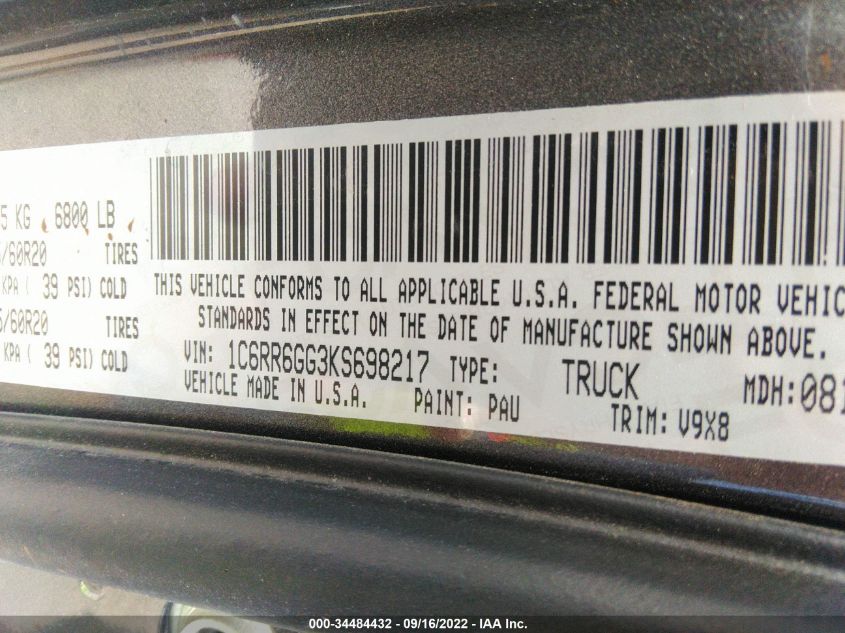 5 KG 6800 LB
/60R20 TIRES
KPA ( 39 PSI) COLD
5/60R20 TIRES
KPA ( 39 PSI) COLD
THIS VEHICLE CONFORMS TO ALL APPLICABLE U.S.A. FEDERAL MOTOR VEHIC
STANDARDS IN EFFECT ON THE DATE OF MANUFACTURE SHOWN ABOVE.
VIN: 1C6RR6GG3KS698217 TYPE: TRUCK MDH:081
VEHICLE MADE IN U.S.A. PAINT: PAU TRIM: V9X8
000-34484432 - 09/16/2022 - IAA Inc.